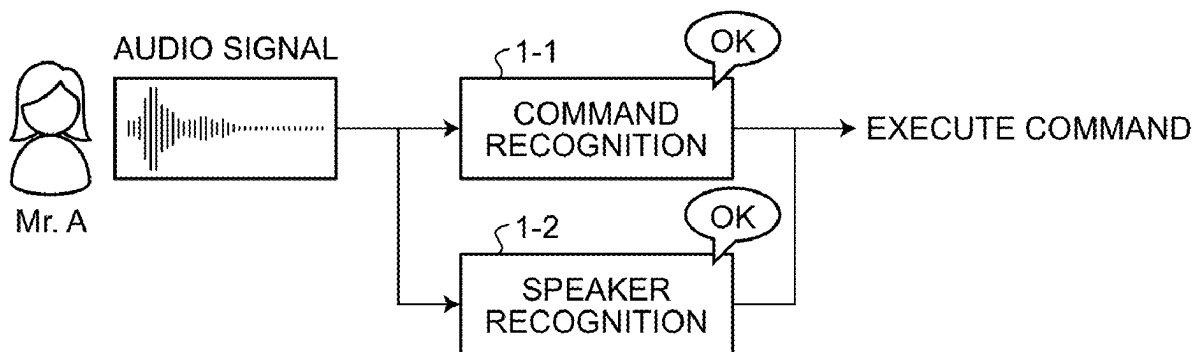 AUDIO SIGNAL
Mr. A
1-1
OK
COMMAND
RECOGNITION
EXECUTE COMMAND
1-2
OK
SPEAKER
RECOGNITION